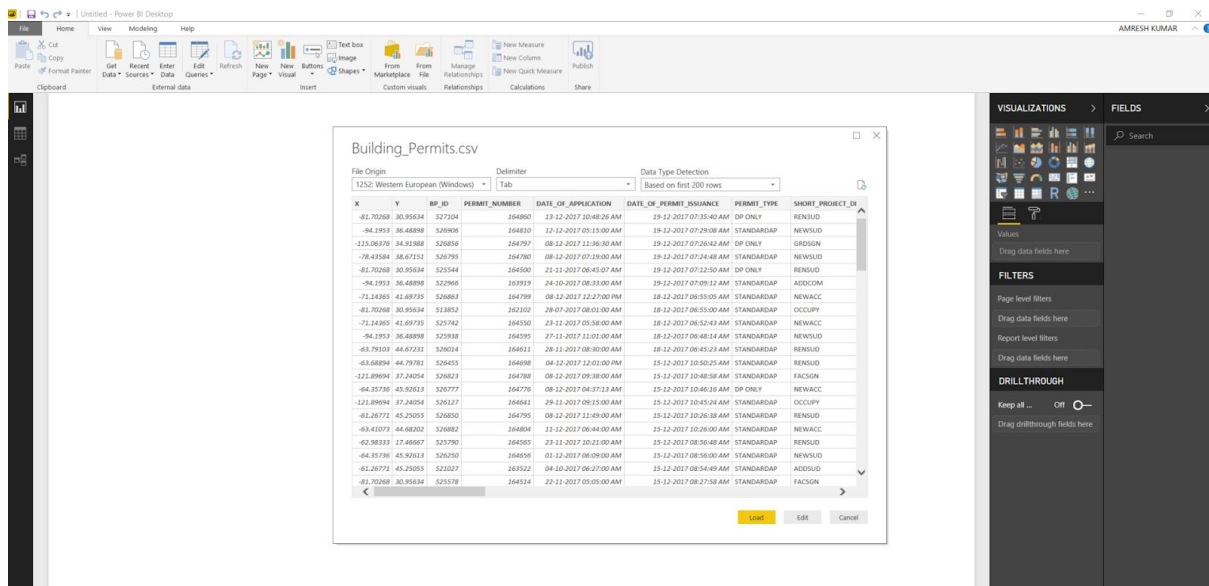 Untitled - Power BI Desktop
File Home View Modeling Help AMRESH KUMAR
Paste Cut Copy Format Painter
Clipboard
Get Data Recent Sources Enter Data Edit Queries Refresh
External data
New Page New Visual Buttons Text box Image Shapes
Insert
From Marketplace From File
Custom visuals
Manage Relationships
Relationships
New Measure New Column New Quick Measure
Calculations
Publish
Share
Building_Permits.csv
File Origin Delimiter Data Type Detection
1252: Western European (Windows) Tab Based on first 200 rows
X Y BP_ID PERMIT_NUMBER DATE_OF_APPLICATION DATE_OF_PERMIT_ISSUANCE PERMIT_TYPE SHORT_PROJECT_DI
-81.70268 30.95634 527104 164860 13-12-2017 10:48:26 AM 19-12-2017 07:35:40 AM DP ONLY REN3UD
-94.1953 36.48898 526906 164810 12-12-2017 05:15:00 AM 19-12-2017 07:29:08 AM STANDARDAP NEWSUD
-115.06376 34.91988 526856 164797 08-12-2017 11:36:30 AM 19-12-2017 07:26:42 AM DP ONLY GRDSGN
-78.43584 38.67151 526795 164780 08-12-2017 07:19:00 AM 19-12-2017 07:24:48 AM STANDARDAP NEWSUD
-81.70268 30.95634 525544 164500 21-11-2017 06:45:07 AM 19-12-2017 07:12:50 AM DP ONLY RENSUD
-94.1953 36.48898 522966 163919 24-10-2017 08:33:00 AM 19-12-2017 07:09:12 AM STANDARDAP ADDCOM
-71.14365 41.69735 526863 164799 08-12-2017 12:27:00 PM 18-12-2017 06:55:05 AM STANDARDAP NEWACC
-81.70268 30.95634 513852 162102 28-07-2017 08:01:00 AM 18-12-2017 06:55:00 AM STANDARDAP OCCUPY
-71.14365 41.69735 525742 164550 23-11-2017 05:58:00 AM 18-12-2017 06:52:43 AM STANDARDAP NEWACC
-94.1953 36.48898 525938 164595 27-11-2017 11:01:00 AM 18-12-2017 06:48:14 AM STANDARDAP NEWSUD
-63.79103 44.67231 526014 164611 28-11-2017 08:30:00 AM 18-12-2017 06:45:23 AM STANDARDAP RENSUD
-63.68894 44.79781 526455 164698 04-12-2017 12:01:00 PM 15-12-2017 10:50:25 AM STANDARDAP RENSUD
-121.89694 37.24054 526823 164788 08-12-2017 09:38:00 AM 15-12-2017 10:48:58 AM STANDARDAP FACSGN
-64.35736 45.92613 526777 164776 08-12-2017 04:37:13 AM 15-12-2017 10:46:16 AM DP ONLY NEWACC
-121.89694 37.24054 526127 164641 29-11-2017 09:15:00 AM 15-12-2017 10:45:24 AM STANDARDAP OCCUPY
-61.26771 45.25055 526850 164795 08-12-2017 11:49:00 AM 15-12-2017 10:26:38 AM STANDARDAP RENSUD
-63.41073 44.68202 526882 164804 11-12-2017 06:44:00 AM 15-12-2017 10:26:00 AM STANDARDAP NEWACC
-62.98333 17.46667 525790 164565 23-11-2017 10:21:00 AM 15-12-2017 08:56:48 AM STANDARDAP RENSUD
-64.35736 45.92613 526250 164656 01-12-2017 06:09:00 AM 15-12-2017 08:56:00 AM STANDARDAP NEWSUD
-61.26771 45.25055 521027 163522 04-10-2017 06:27:00 AM 15-12-2017 08:54:49 AM STANDARDAP ADDSUD
-81.70268 30.95634 525578 164514 22-11-2017 05:05:00 AM 15-12-2017 08:27:58 AM STANDARDAP FACSGN
Load Edit Cancel
VISUALIZATIONS
R
Values
Drag data fields here
FILTERS
Page level filters
Drag data fields here
Report level filters
Drag data fields here
DRILLTHROUGH
Keep all ... Off
Drag drillthrough fields here
FIELDS
Search